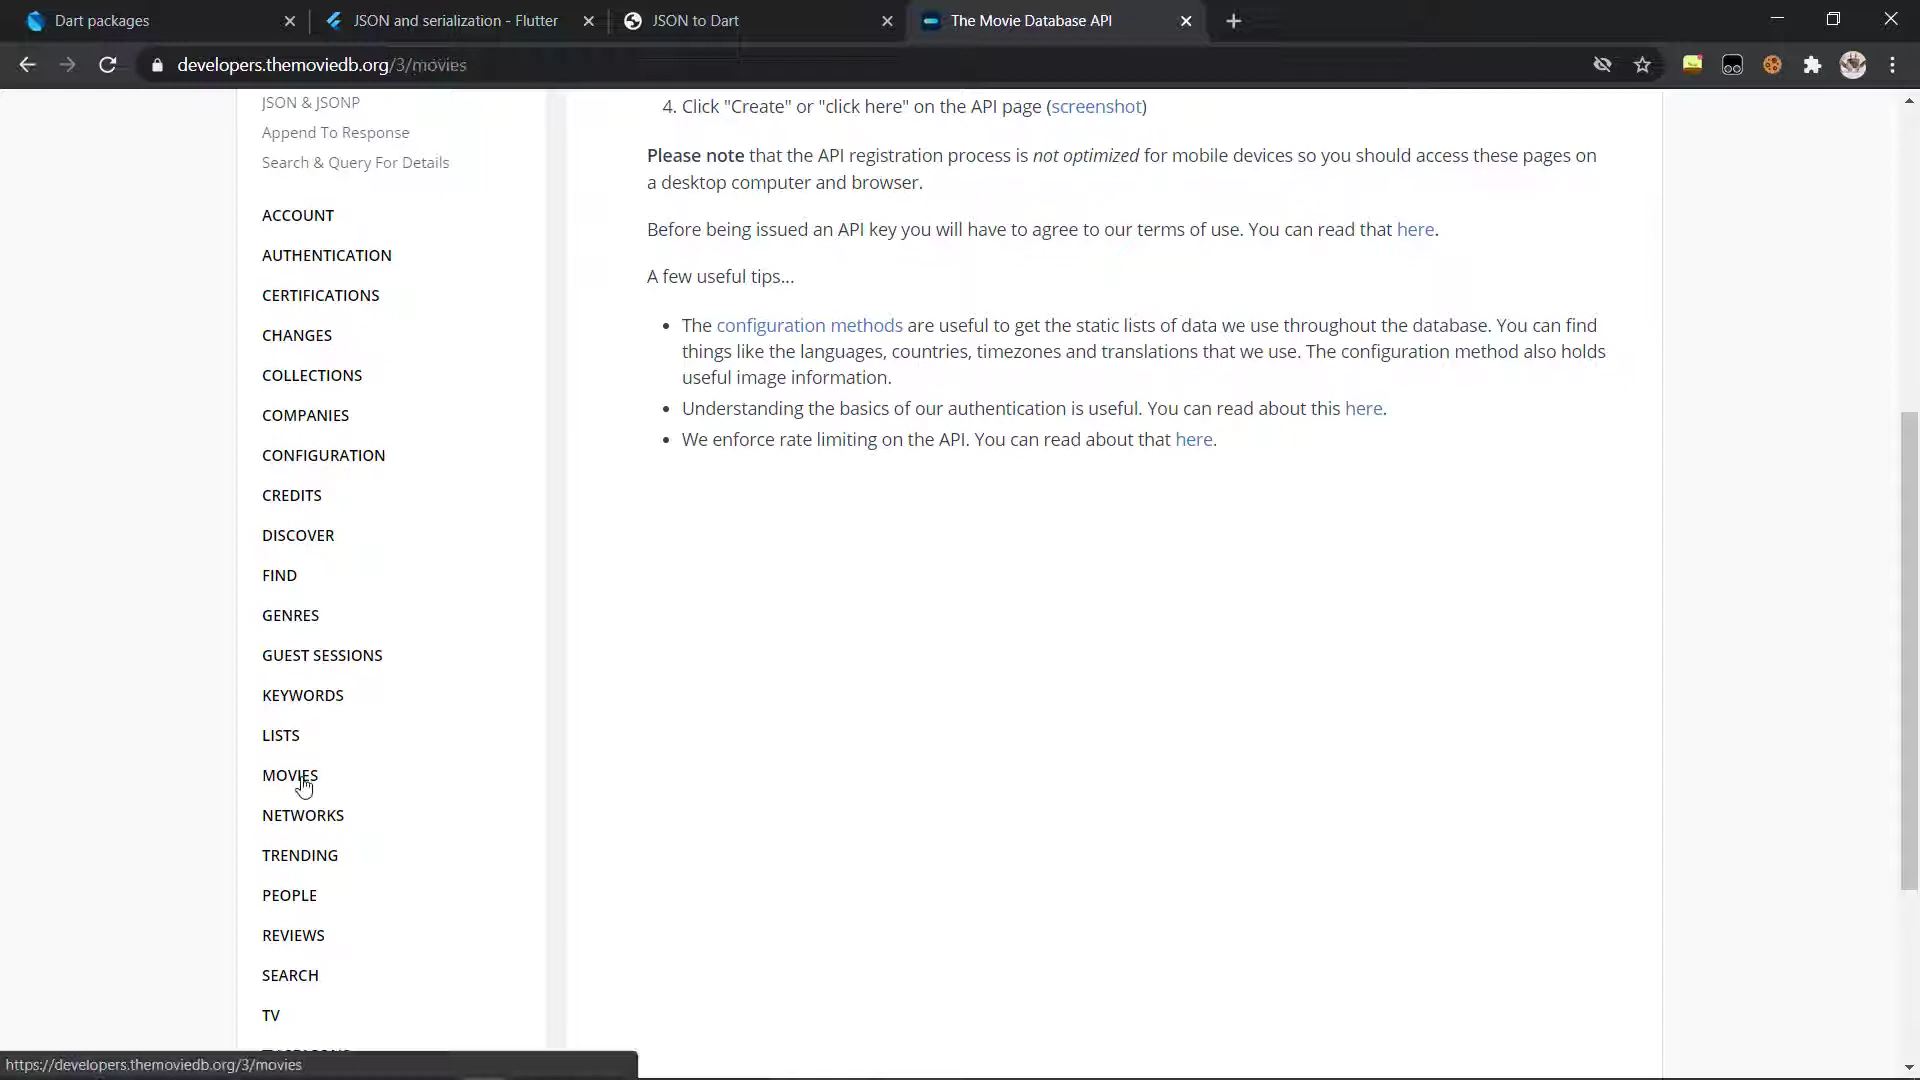 Dart packages
JSON and serialization - Flutter
JSON to Dart
The Movie Database API
developers.themoviedb.org/3/movies
JSON & JSONP
Append To Response
Search & Query For Details
ACCOUNT
AUTHENTICATION
CERTIFICATIONS
CHANGES
COLLECTIONS
COMPANIES
CONFIGURATION
CREDITS
DISCOVER
FIND
GENRES
GUEST SESSIONS
KEYWORDS
LISTS
MOVIES
NETWORKS
TRENDING
PEOPLE
REVIEWS
SEARCH
TV
4. Click "Create" or "click here" on the API page (screenshot)
Please note that the API registration process is not optimized for mobile devices so you should access these pages on
a desktop computer and browser.
Before being issued an API key you will have to agree to our terms of use. You can read that here.
A few useful tips...
• The configuration methods are useful to get the static lists of data we use throughout the database. You can find
things like the languages, countries, timezones and translations that we use. The configuration method also holds
useful image information.
• Understanding the basics of our authentication is useful. You can read about this here.
• We enforce rate limiting on the API. You can read about that here.
https://developers.themoviedb.org/3/movies